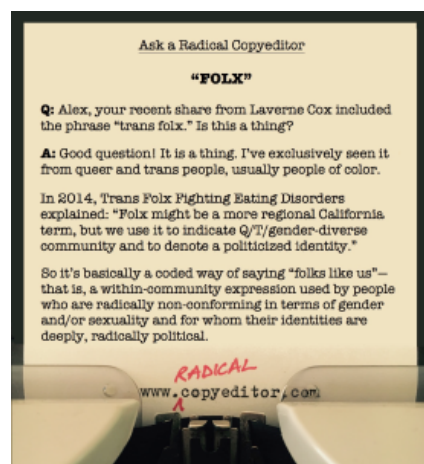 Ask a Radical Copyeditor
“FOLX”
Q: Alex, your recent share from Laverne Cox included
the phrase “trans folx.” Is this a thing?
A: Good question! It is a thing. I’ve exclusively seen it
from queer and trans people, usually people of color.
In 2014, Trans Folx Fighting Eating Disorders
explained: “Folx might be a more regional California
term, but we use it to indicate Q/T/gender-diverse
community and to denote a politicized identity.”
So it’s basically a coded way of saying “folks like us”—
that is, a within-community expression used by people
who are radically non-conforming in terms of gender
and/or sexuality and for whom their identities are
deeply, radically political.
RADICAL
www.copyeditor.com